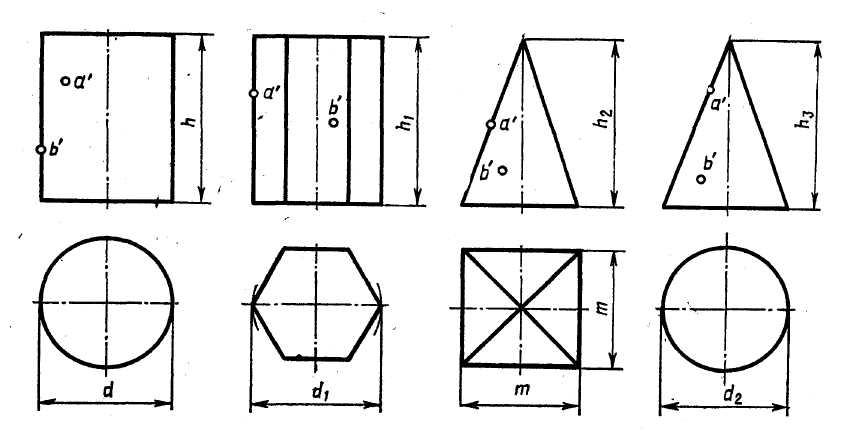 a′
b′
h
a′
b′
h₁
a′
b′
h₂
a′
b′
h₃
d
d₁
m
m
d₂